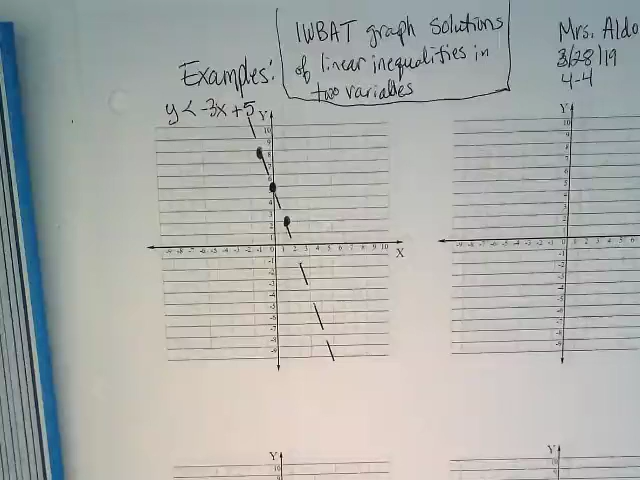 IWBAT graph solutions
of linear inequalities in
two variables
Mrs. Aldo
3/28/19
4-4
Examples:
y < -3x + 5
Y
X
Y
Y
Y